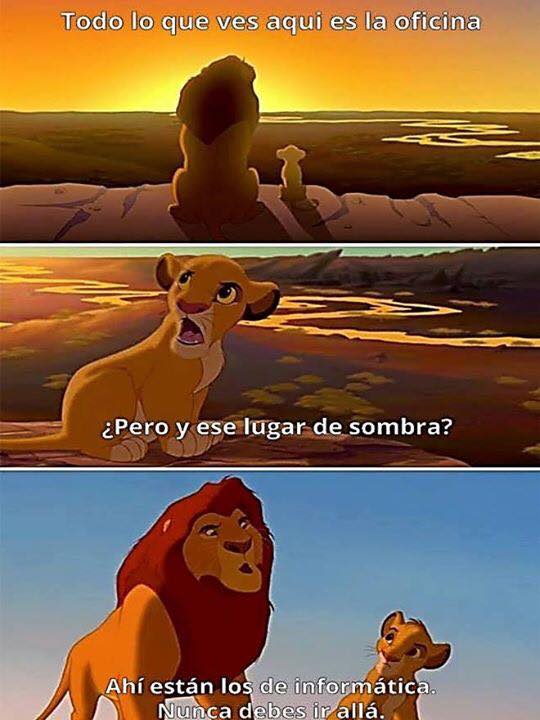 Todo lo que ves aqui es la oficina
¿Pero y ese lugar de sombra?
Ahí están los de informática.
Nunca debes ir allá.